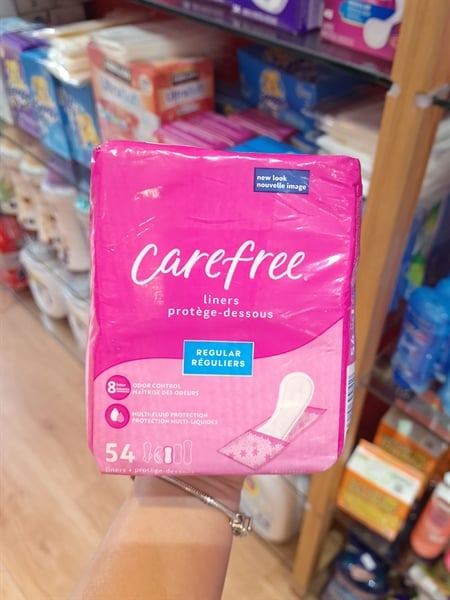 new look
nouvelle image
carefree
liners
protège-dessous
REGULAR
RÉGULIERS
8
ODOR CONTROL
MAÎTRISE DES ODEURS
MULTI-FLUID PROTECTION
PROTECTION MULTI-LIQUIDES
54
liners • protège-dessous